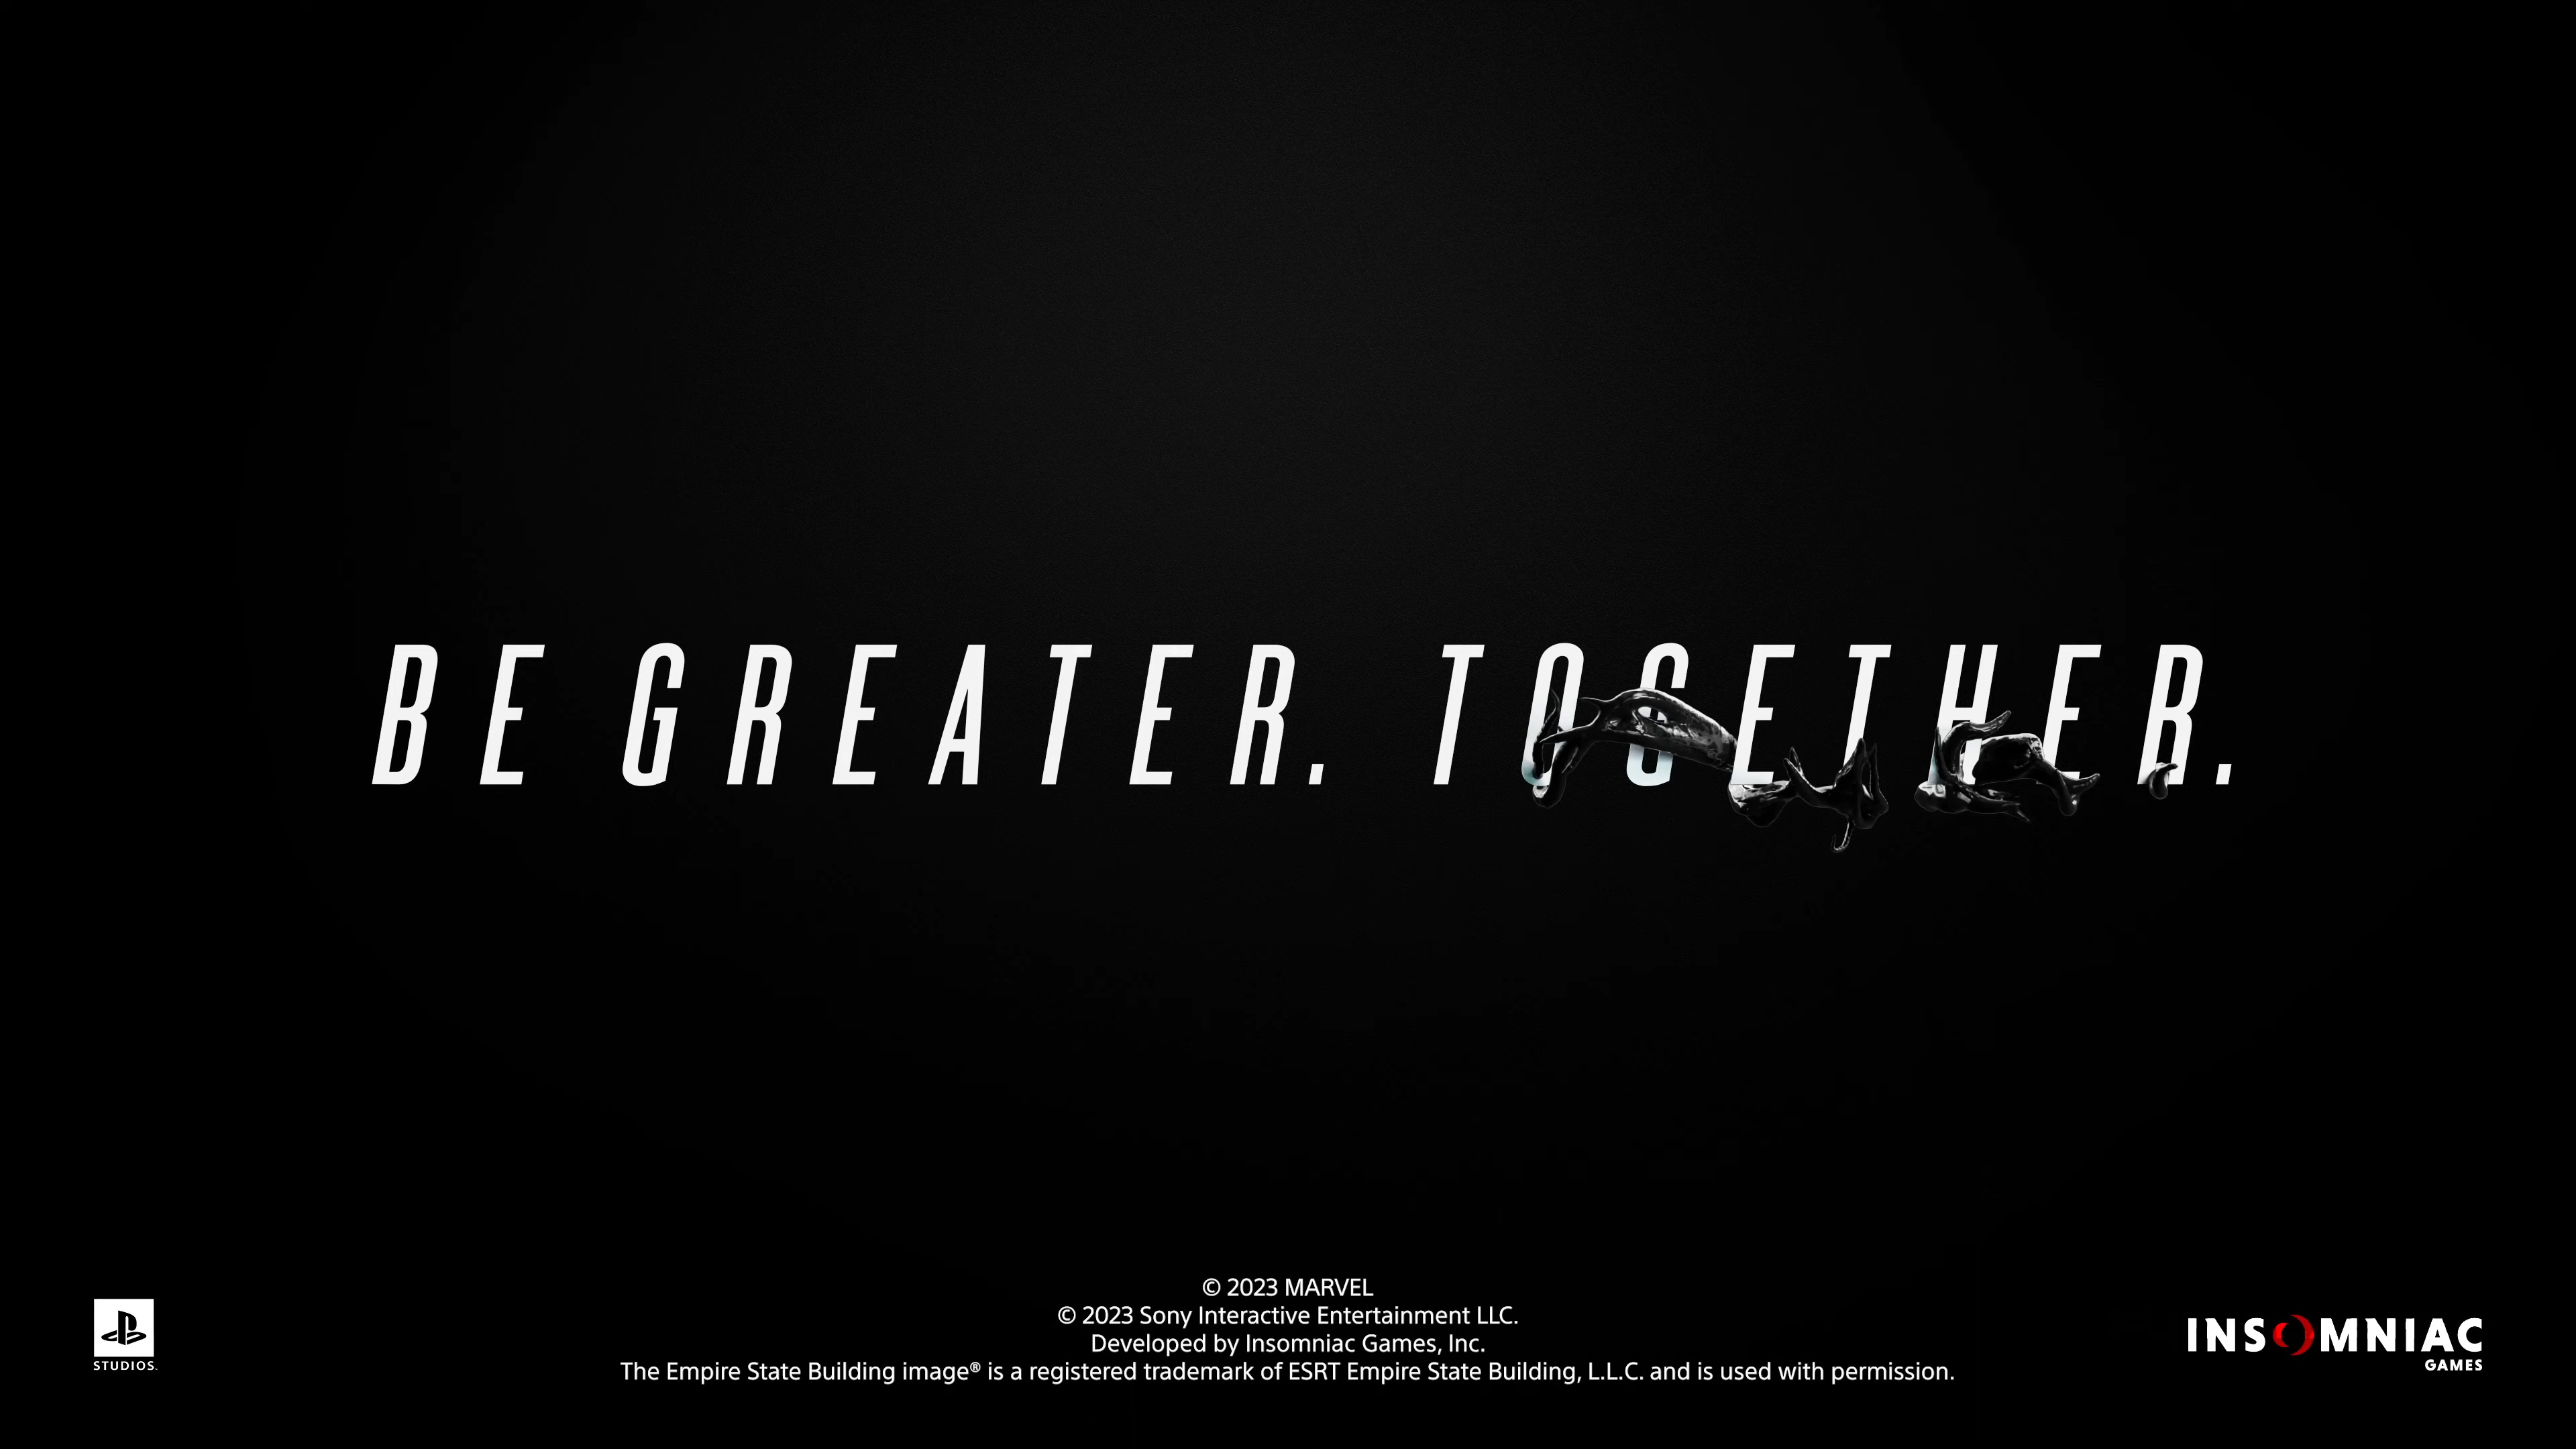 BE GREATER. TOGETHER.
© 2023 MARVEL
© 2023 Sony Interactive Entertainment LLC.
Developed by Insomniac Games, Inc.
The Empire State Building image® is a registered trademark of ESRT Empire State Building, L.L.C. and is used with permission.
STUDIOS.
INSOMNIAC
GAMES